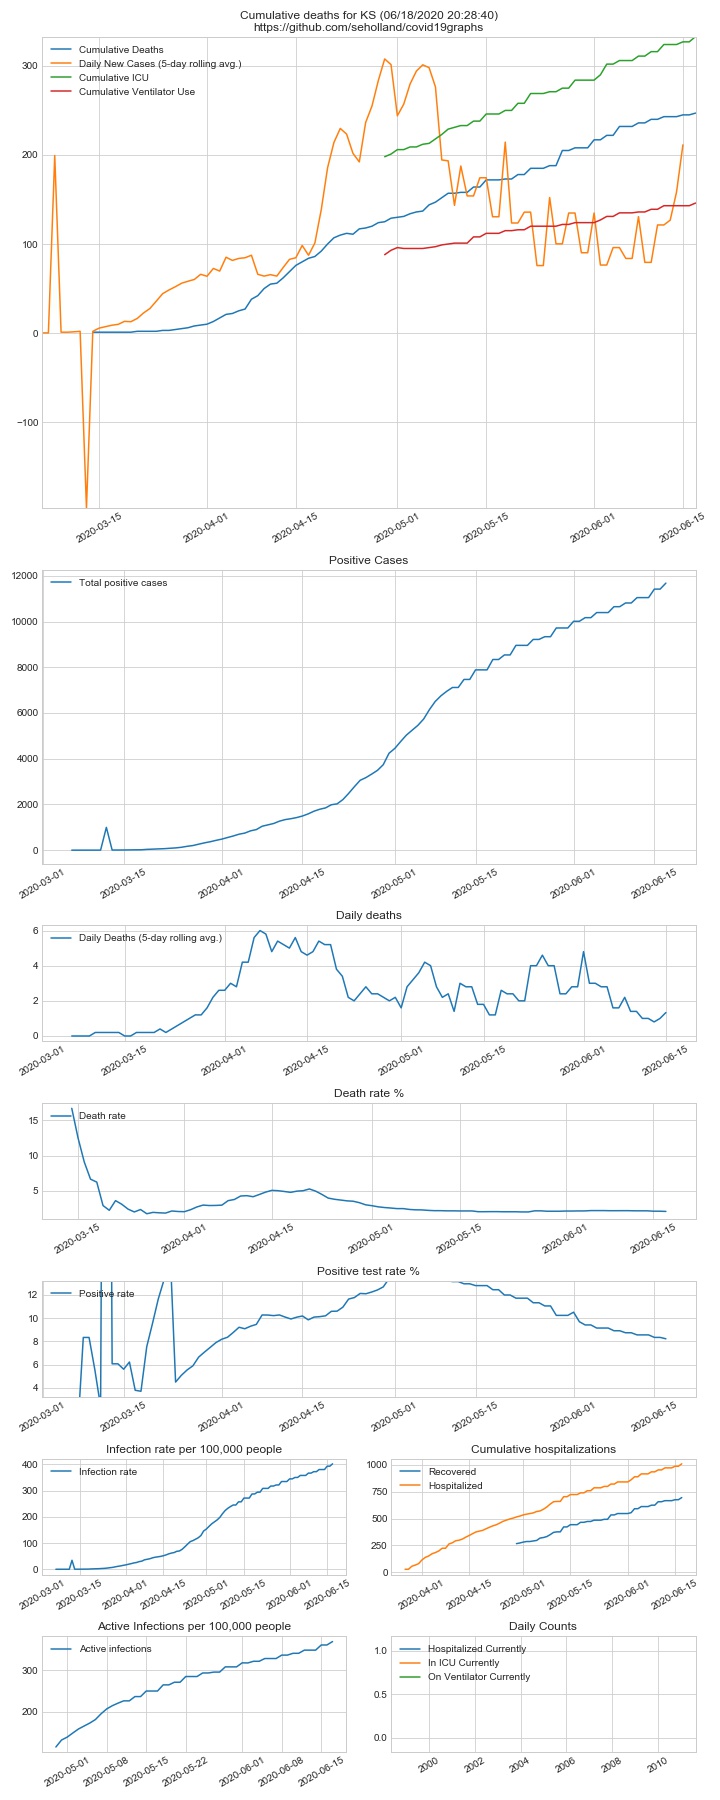 Cumulative deaths for KS (06/18/2020 20:28:40)
https://github.com/seholland/covid19graphs
Cumulative Deaths
Daily New Cases (5-day rolling avg.)
Cumulative ICU
Cumulative Ventilator Use
300
200
100
0
−100
2020-03-15 2020-04-01 2020-04-15 2020-05-01 2020-05-15 2020-06-01 2020-06-15
Positive Cases
Total positive cases
12000
10000
8000
6000
4000
2000
0
2020-03-01 2020-03-15 2020-04-01 2020-04-15 2020-05-01 2020-05-15 2020-06-01 2020-06-15
Daily deaths
Daily Deaths (5-day rolling avg.)
6
4
2
0
2020-03-01 2020-03-15 2020-04-01 2020-04-15 2020-05-01 2020-05-15 2020-06-01 2020-06-15
Death rate %
Death rate
15
10
5
2020-03-15 2020-04-01 2020-04-15 2020-05-01 2020-05-15 2020-06-01 2020-06-15
Positive test rate %
Positive rate
12
10
8
6
4
2020-03-01 2020-03-15 2020-04-01 2020-04-15 2020-05-01 2020-05-15 2020-06-01 2020-06-15
Infection rate per 100,000 people
Infection rate
400
300
200
100
0
2020-03-01 2020-03-15 2020-04-01 2020-04-15 2020-05-01 2020-05-15 2020-06-01 2020-06-15
Cumulative hospitalizations
Recovered
Hospitalized
1000
750
500
250
0
2020-04-01 2020-04-15 2020-05-01 2020-05-15 2020-06-01 2020-06-15
Active Infections per 100,000 people
Active infections
300
200
2020-05-01 2020-05-08 2020-05-15 2020-05-22 2020-06-01 2020-06-08 2020-06-15
Daily Counts
Hospitalized Currently
In ICU Currently
On Ventilator Currently
1.0
0.5
0.0
2000 2002 2004 2006 2008 2010